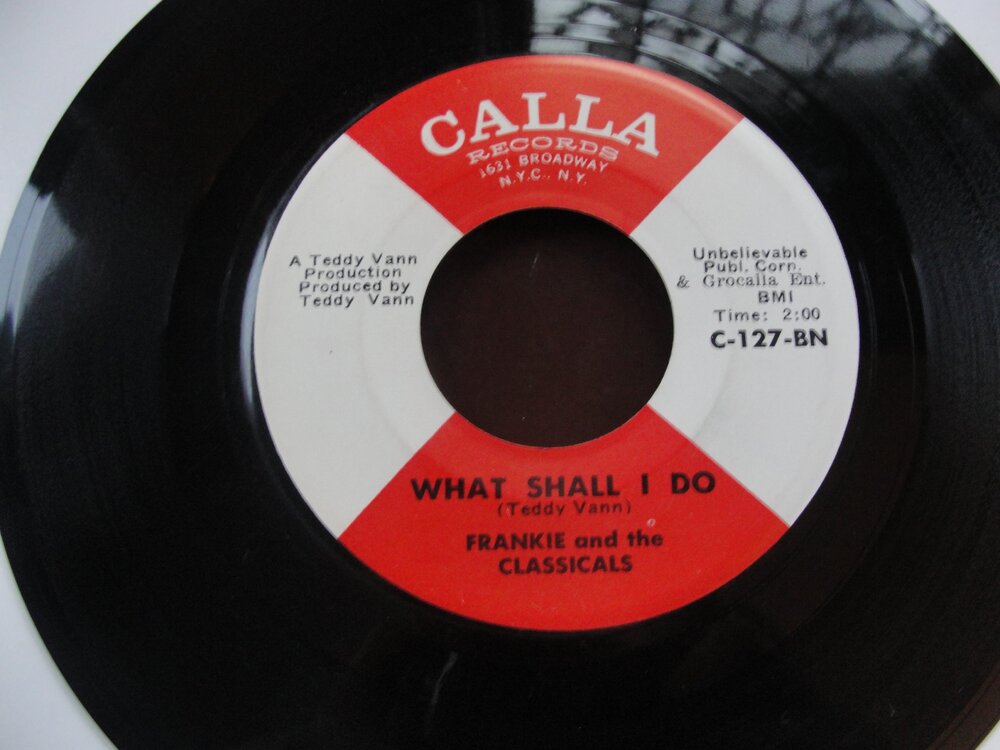 CALLA
RECORDS
1631 BROADWAY
N.Y.C., N.Y.
A Teddy Vann
Production
Produced by
Teddy Vann
Unbelievable
Publ. Corp.
& Grocalla Ent.
BMI
Time: 2:00
C-127-BN
WHAT SHALL I DO
(Teddy Vann)
FRANKIE and the
CLASSICALS